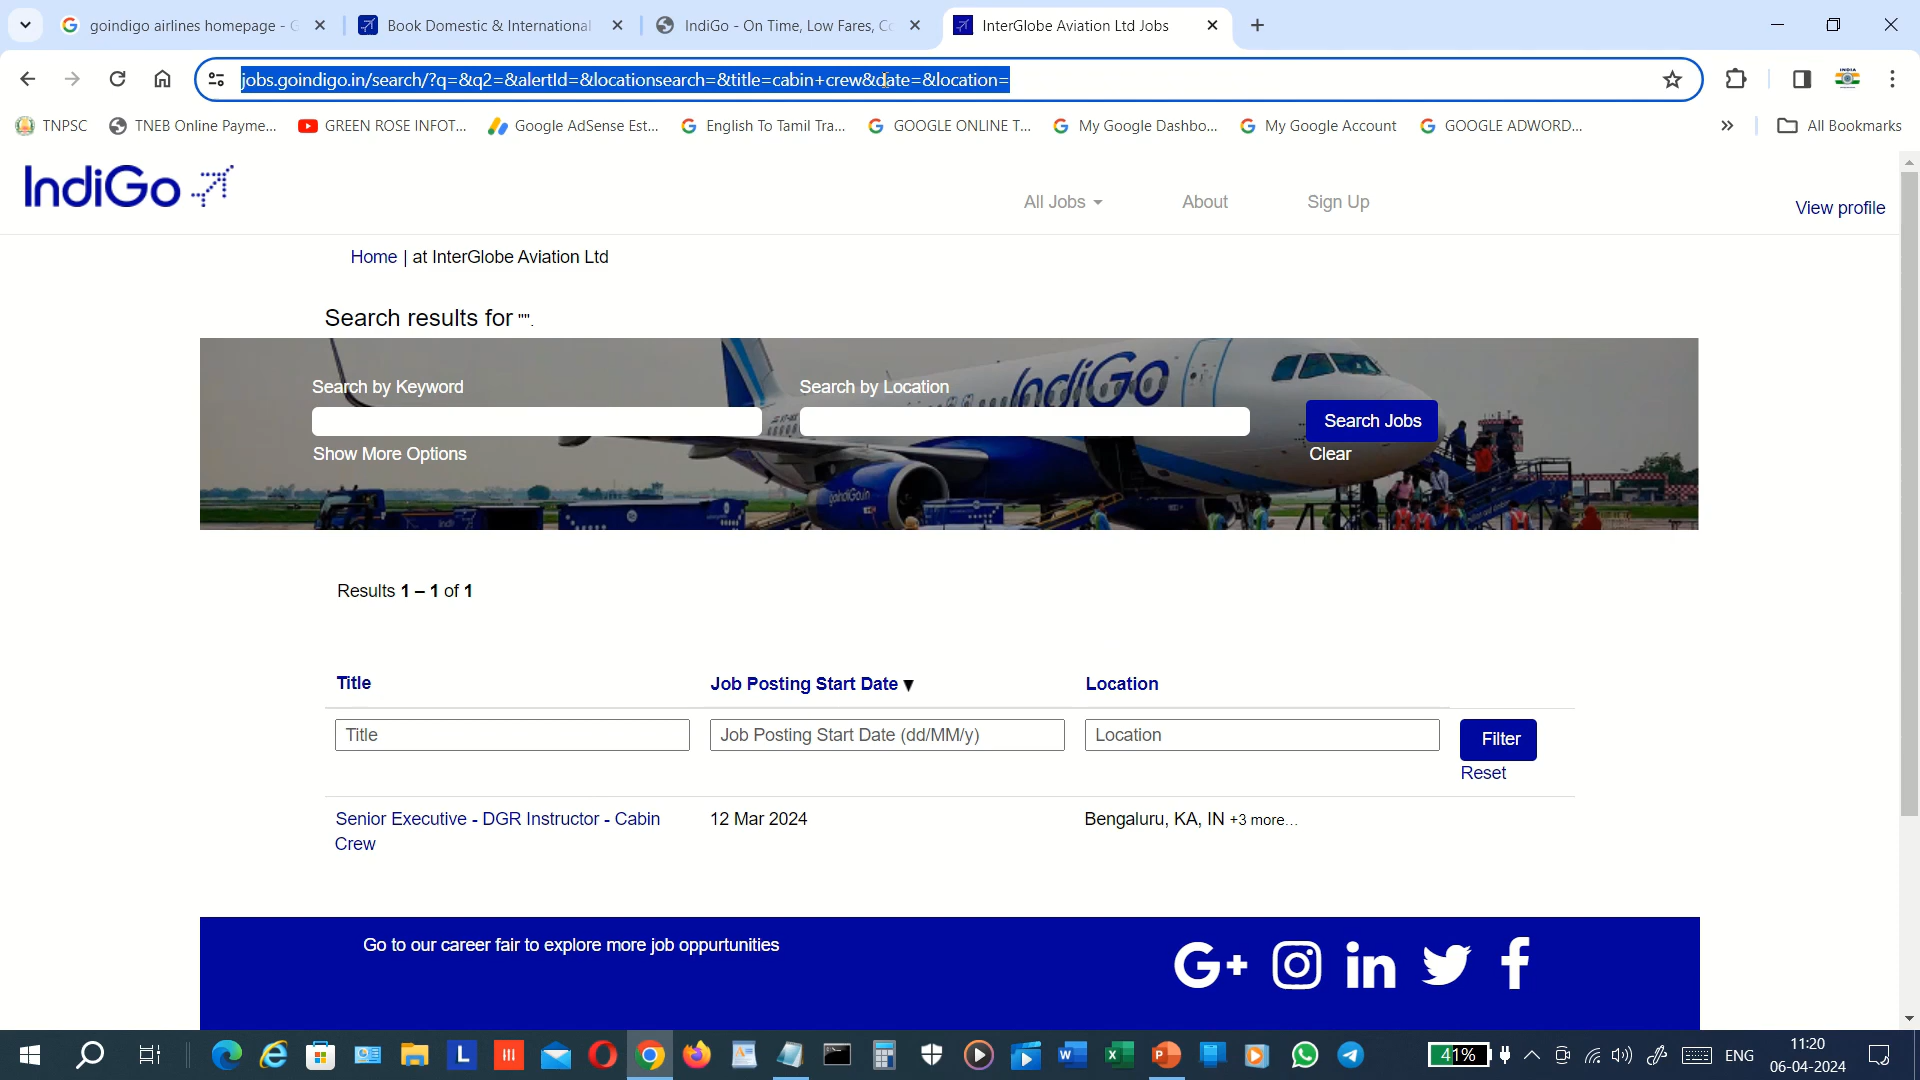 goindigo airlines homepage - G
Book Domestic & International
IndiGo - On Time, Low Fares, Co
InterGlobe Aviation Ltd Jobs
jobs.goindigo.in/search/?q=&q2=&alertId=&locationsearch=&title=cabin+crew&date=&location=
TNPSC
TNEB Online Payme...
GREEN ROSE INFOT...
Google AdSense Est...
English To Tamil Tra...
GOOGLE ONLINE T...
My Google Dashbo...
My Google Account
GOOGLE ADWORD...
All Bookmarks
IndiGo
All Jobs
About
Sign Up
View profile
Home | at InterGlobe Aviation Ltd
Search results for "".
IndiGo
goindigo.in
Search by Keyword
Search by Location
Search Jobs
Show More Options
Clear
Results 1 – 1 of 1
Title
Job Posting Start Date ▼
Location
Title
Job Posting Start Date (dd/MM/y)
Location
Filter
Reset
Senior Executive - DGR Instructor - Cabin
Crew
12 Mar 2024
Bengaluru, KA, IN +3 more...
Go to our career fair to explore more job oppurtunities
G+
in
f
L
41%
ENG
11:20
06-04-2024